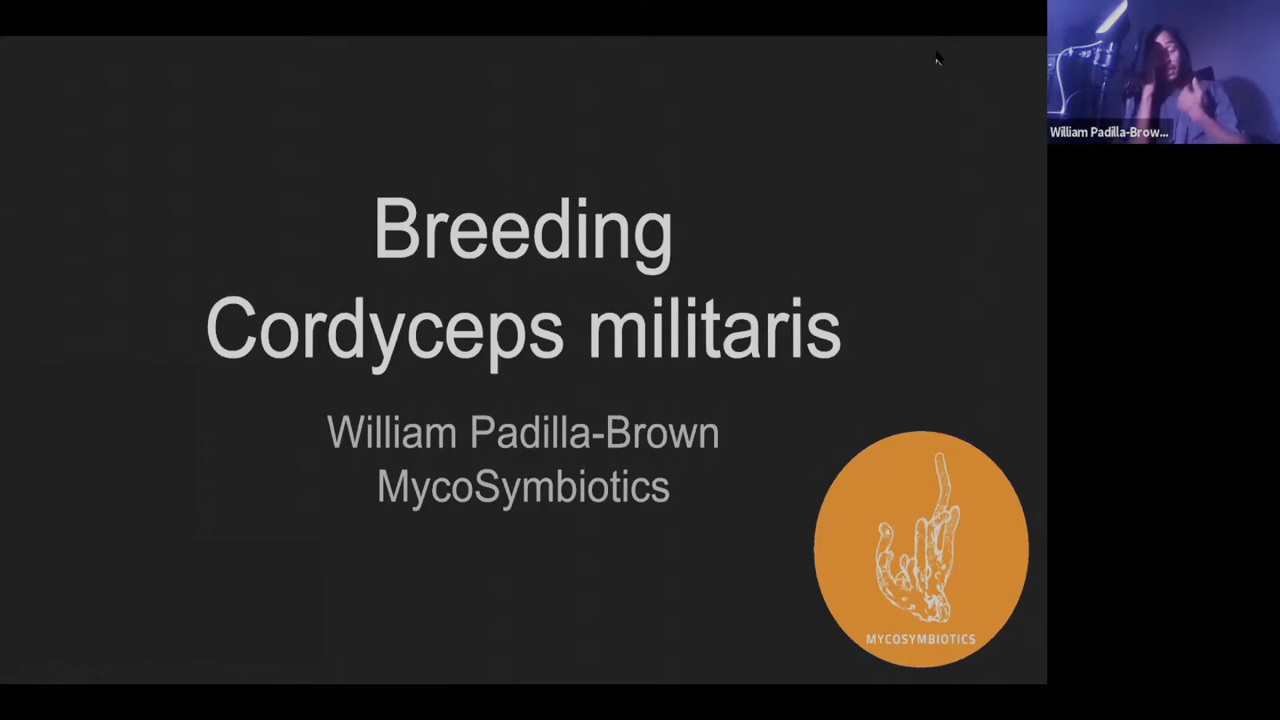 Breeding
Cordyceps militaris
William Padilla-Brown
MycoSymbiotics
MYCOSYMBIOTICS
William Padilla-Brow...